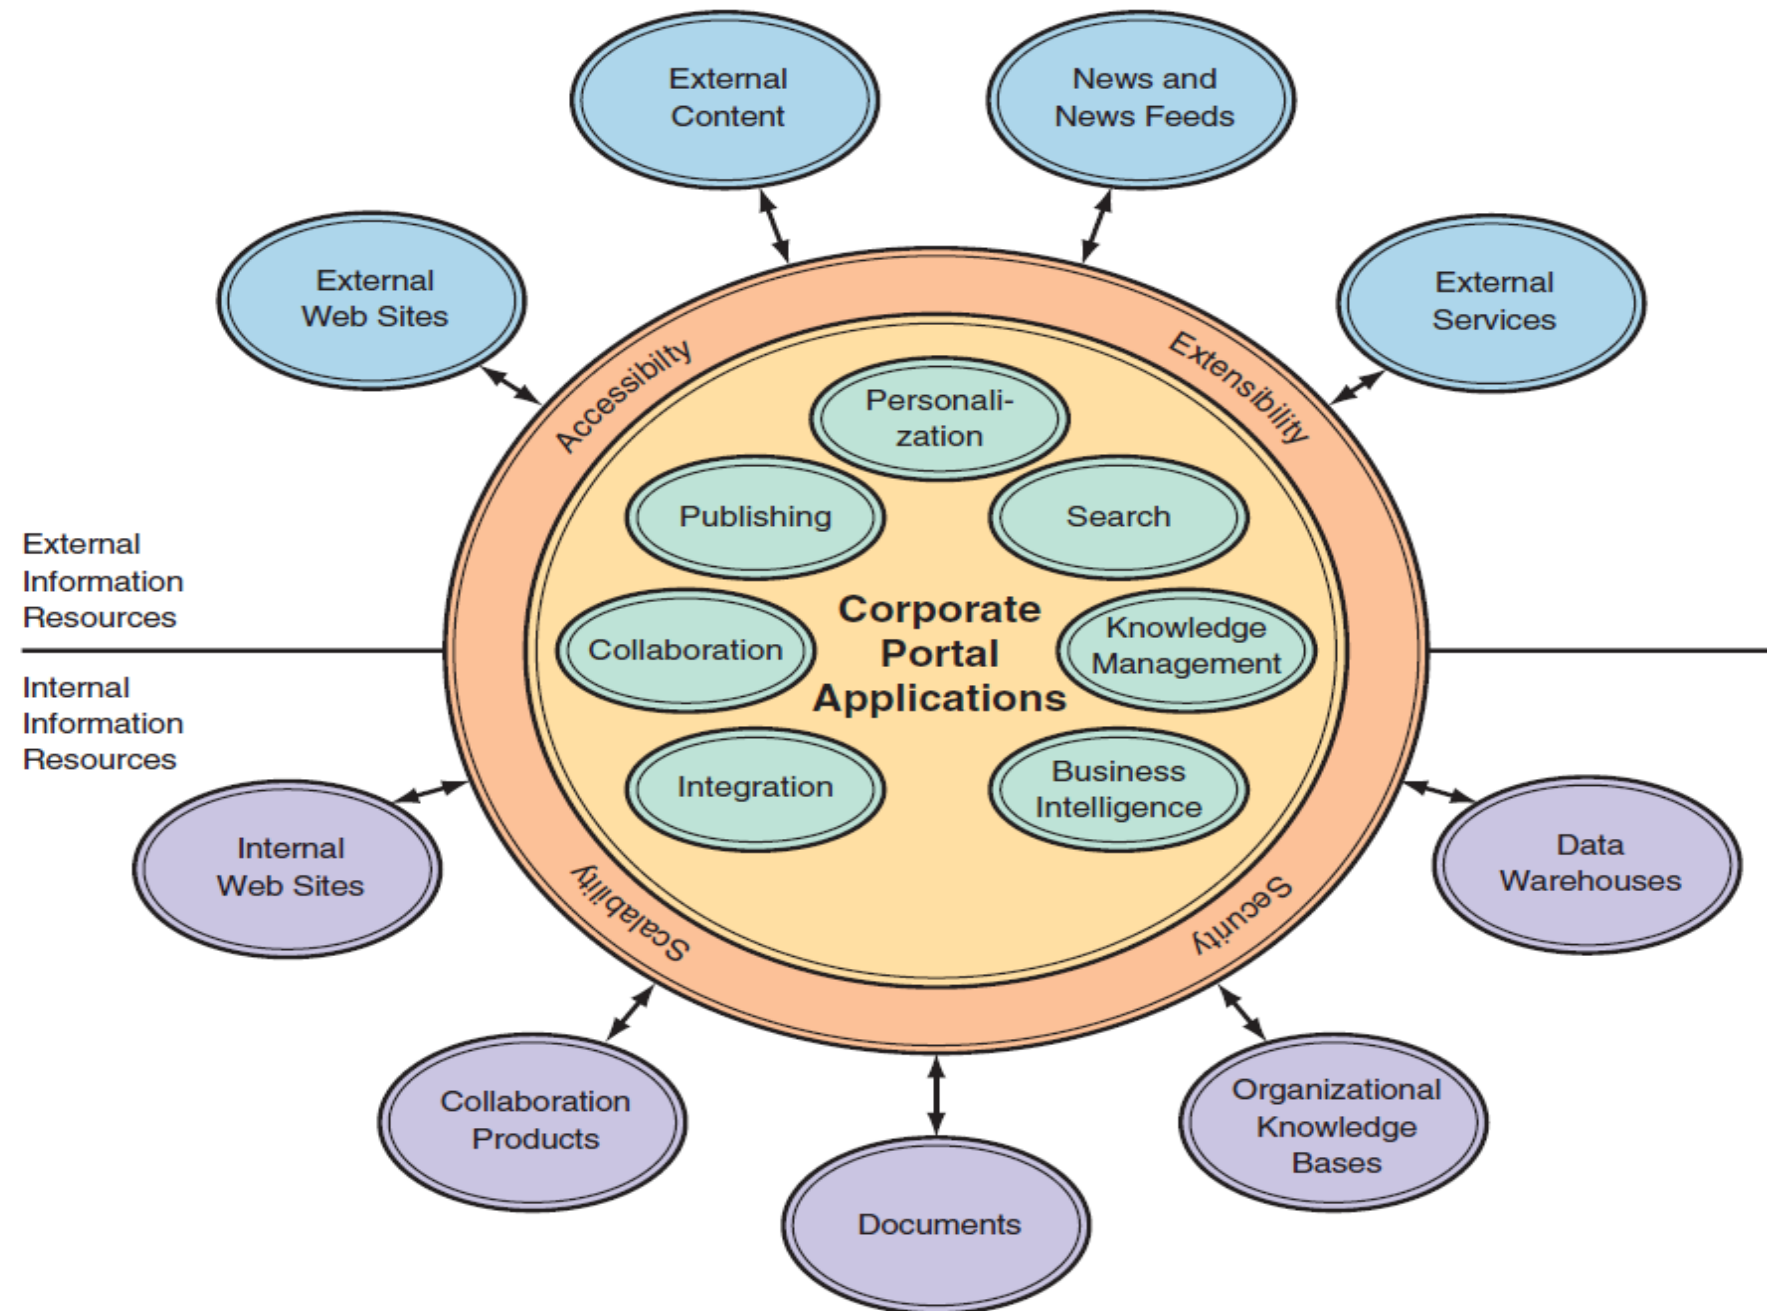 External
Content
News and
News Feeds
External
Web Sites
External
Services
Accessibilty
Extensibility
Personali-
zation
Publishing
Search
External
Information
Resources
Corporate
Portal
Applications
Collaboration
Knowledge
Management
Internal
Information
Resources
Integration
Business
Intelligence
Internal
Web Sites
Data
Warehouses
Scalability
Security
Collaboration
Products
Organizational
Knowledge
Bases
Documents